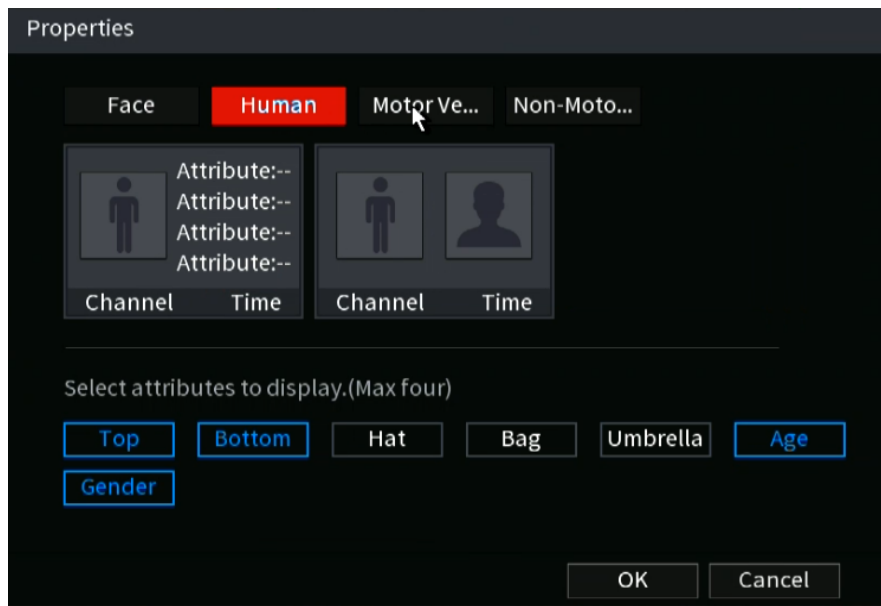 Properties
Face Human Motor Ve... Non-Moto...
Attribute:--
Attribute:--
Attribute:--
Attribute:--
Channel Time Channel Time
Select attributes to display.(Max four)
Top Bottom Hat Bag Umbrella Age
Gender
OK Cancel